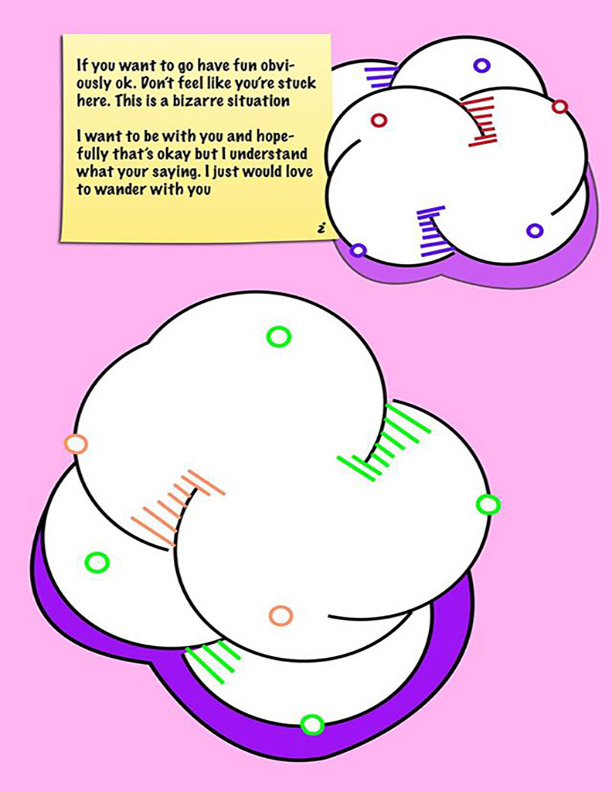 If you want to go have fun obvi-
ously ok. Don't feel like you're stuck
here. This is a bizarre situation
I want to be with you and hope-
fully that's okay but I understand
what your saying. I just would love
to wander with you
i